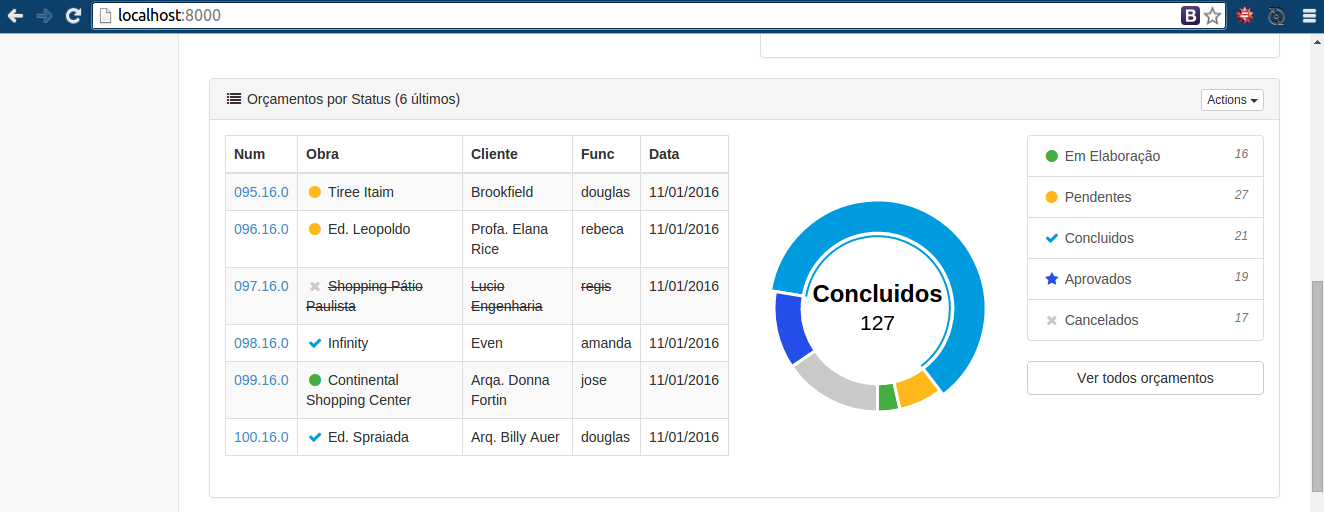 localhost:8000
Orçamentos por Status (6 últimos)
Actions
Num Obra Cliente Func Data
095.16.0 Tiree Itaim Brookfield douglas 11/01/2016
096.16.0 Ed. Leopoldo Profa. Elana rebeca 11/01/2016
Rice
097.16.0 Shopping Pátio Lucio regis 11/01/2016
Paulista Engenharia
098.16.0 Infinity Even amanda 11/01/2016
099.16.0 Continental Arqa. Donna jose 11/01/2016
Shopping Center Fortin
100.16.0 Ed. Spraiada Arq. Billy Auer douglas 11/01/2016
Concluidos
127
Em Elaboração 16
Pendentes 27
Concluidos 21
Aprovados 19
Cancelados 17
Ver todos orçamentos